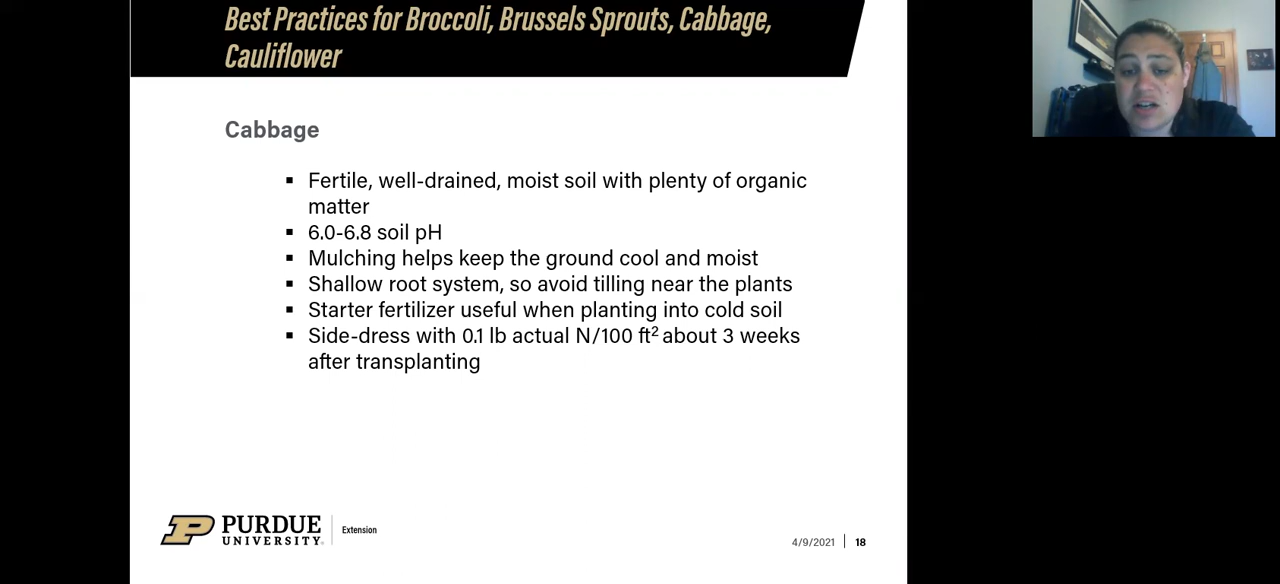 Best Practices for Broccoli, Brussels Sprouts, Cabbage,
Cauliflower
Cabbage
▪ Fertile, well-drained, moist soil with plenty of organic
matter
▪ 6.0-6.8 soil pH
▪ Mulching helps keep the ground cool and moist
▪ Shallow root system, so avoid tilling near the plants
▪ Starter fertilizer useful when planting into cold soil
▪ Side-dress with 0.1 lb actual N/100 ft² about 3 weeks
after transplanting
P PURDUE
UNIVERSITY®
Extension
4/9/2021 | 18